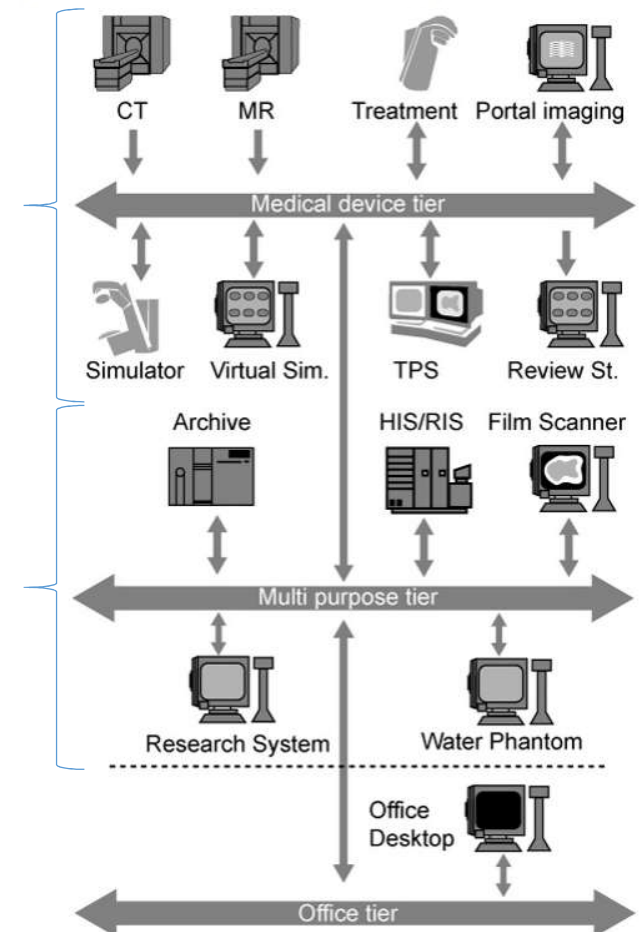 CT
MR
Treatment
Portal imaging
Medical device tier
Simulator
Virtual Sim.
TPS
Review St.
Archive
HIS/RIS
Film Scanner
Multi purpose tier
Research System
Water Phantom
Office
Desktop
Office tier